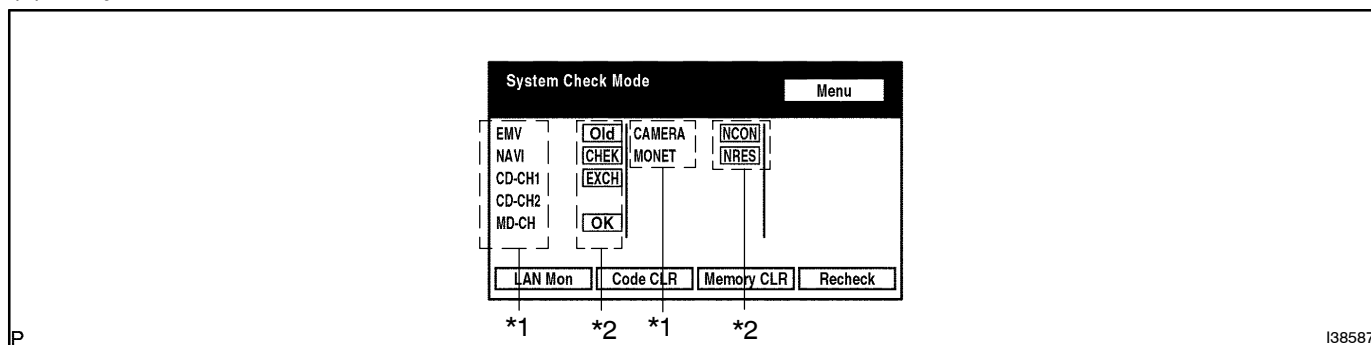 System Check Mode
Menu
EMV Old CAMERA NCON
NAVI CHEK MONET NRES
CD-CH1 EXCH
CD-CH2
MD-CH OK
LAN Mon Code CLR Memory CLR Recheck
*1 *2 *1 *2
P I38587